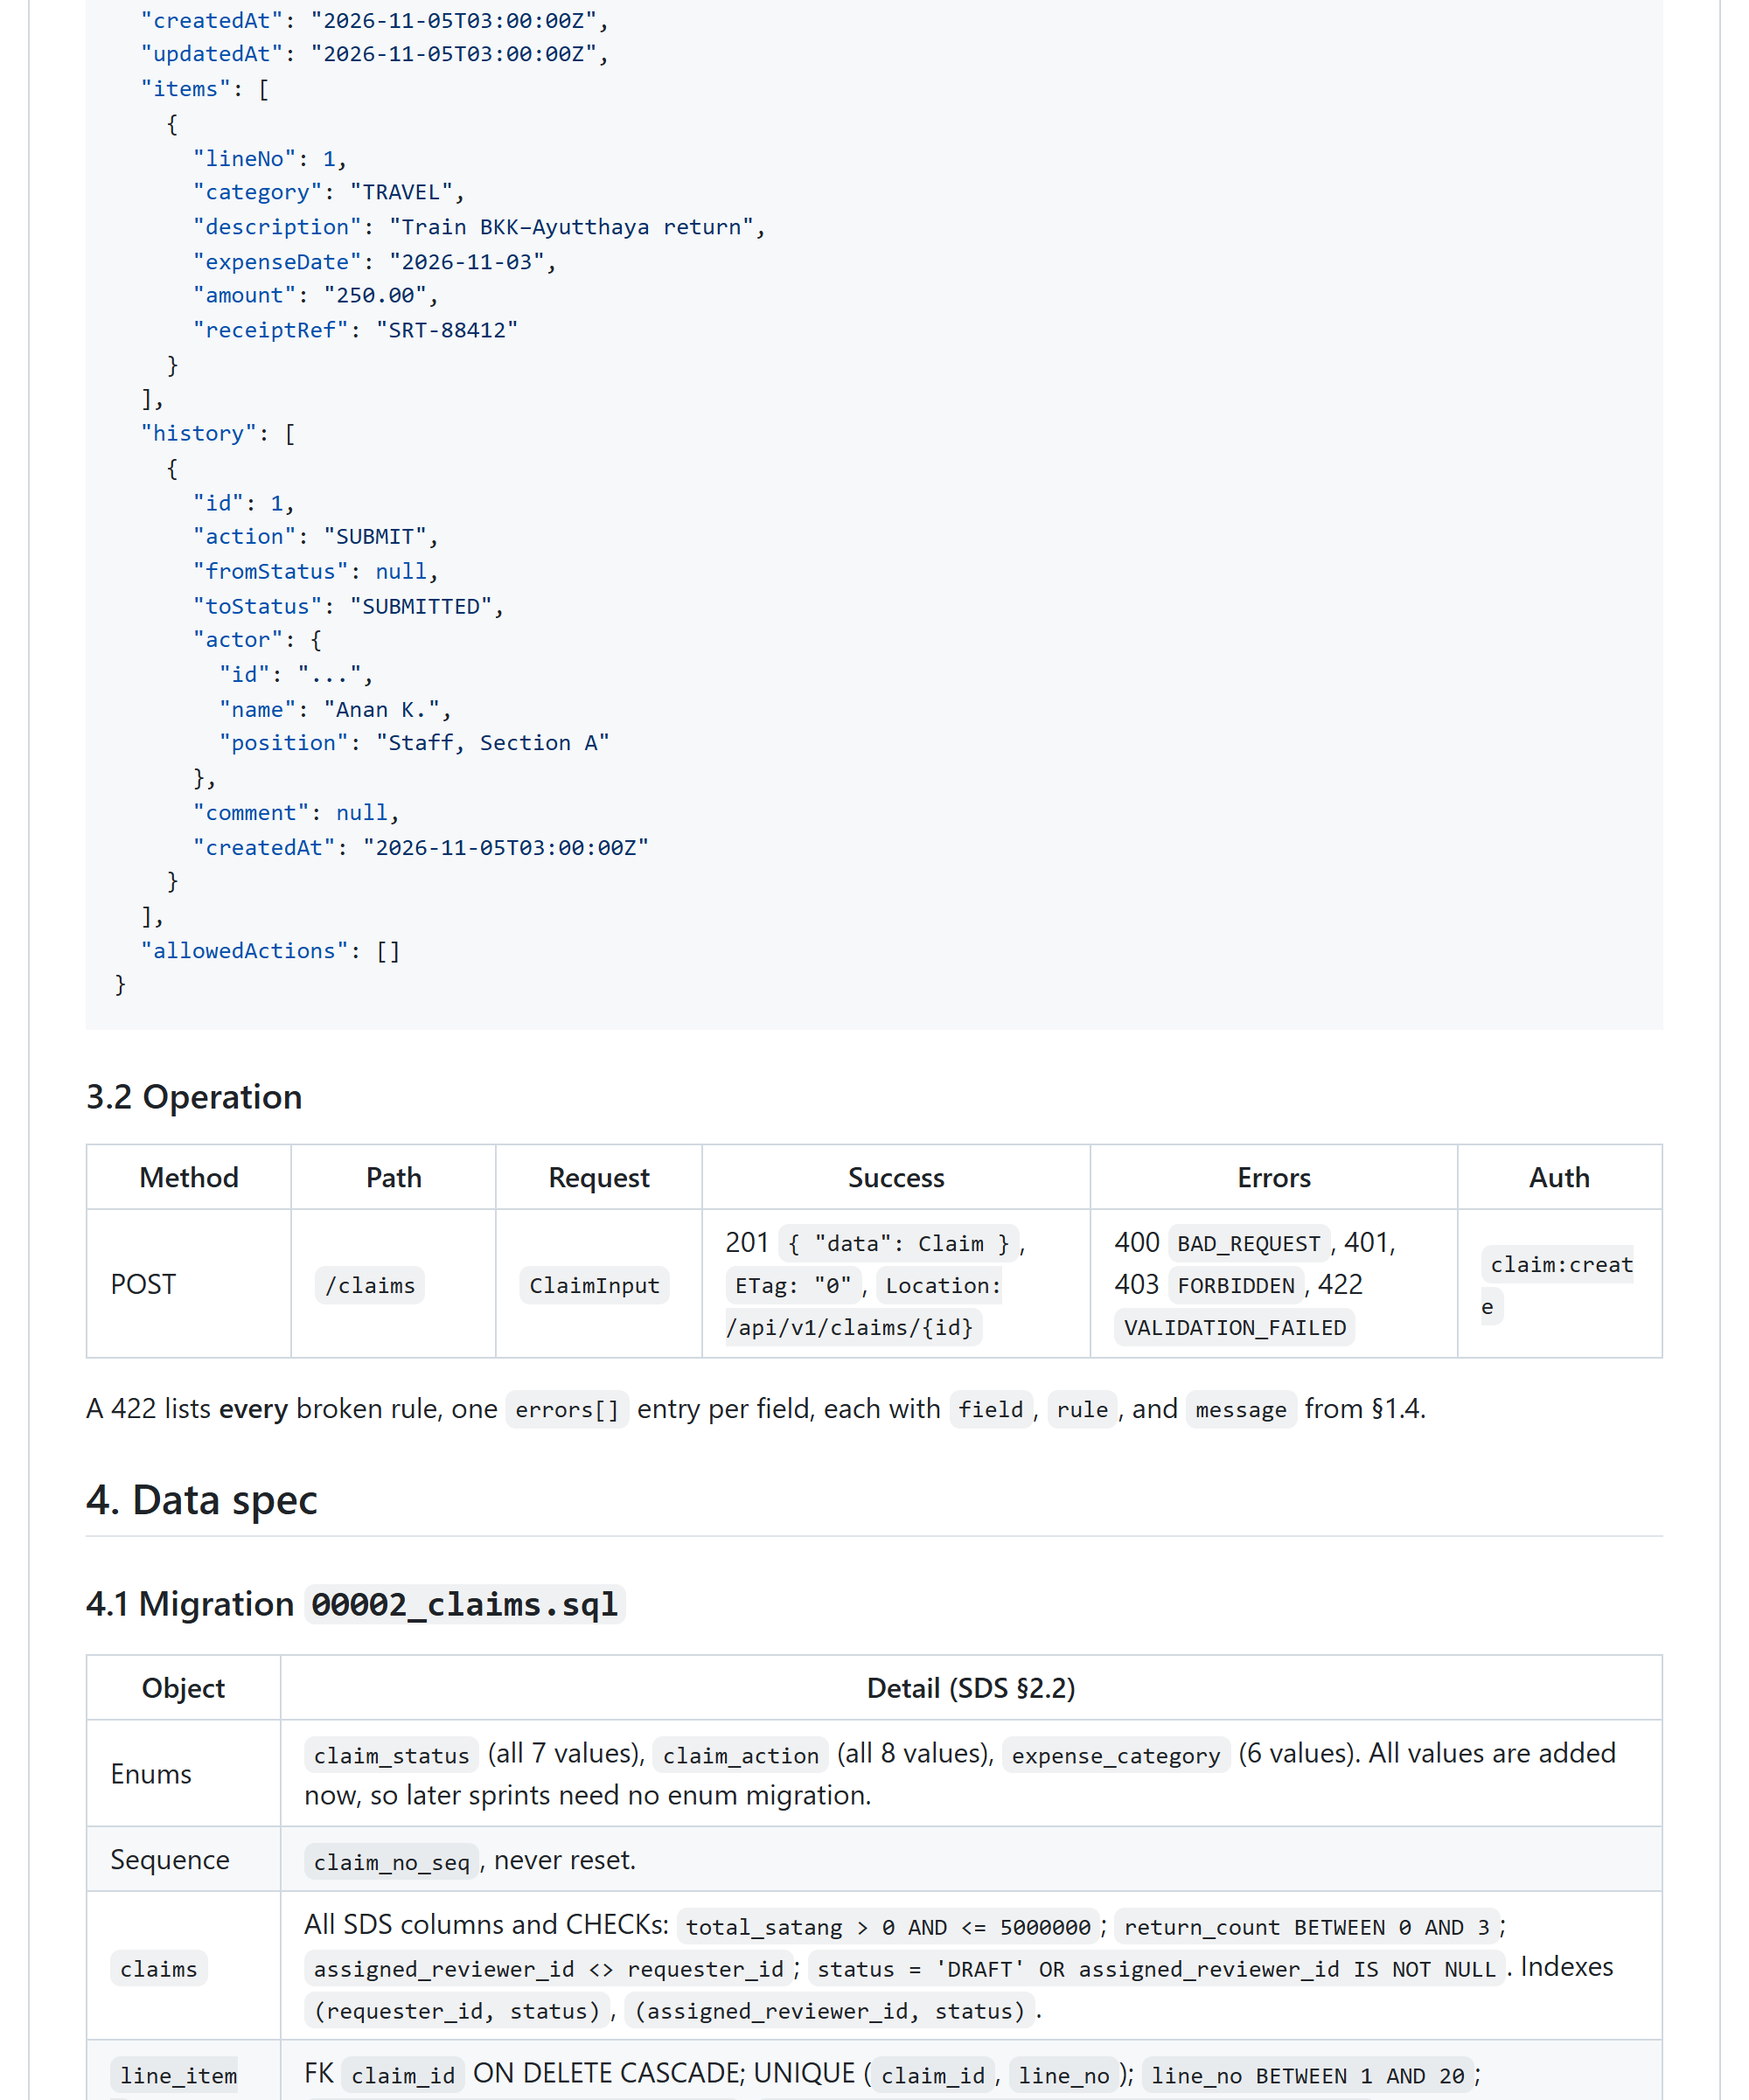 "createdAt": "2026-11-05T03:00:00Z",
"updatedAt": "2026-11-05T03:00:00Z",
"items": [
{
"lineNo": 1,
"category": "TRAVEL",
"description": "Train BKK–Ayutthaya return",
"expenseDate": "2026-11-03",
"amount": "250.00",
"receiptRef": "SRT-88412"
}
],
"history": [
{
"id": 1,
"action": "SUBMIT",
"fromStatus": null,
"toStatus": "SUBMITTED",
"actor": {
"id": "...",
"name": "Anan K.",
"position": "Staff, Section A"
},
"comment": null,
"createdAt": "2026-11-05T03:00:00Z"
}
],
"allowedActions": []
}
3.2 Operation
Method Path Request Success Errors Auth
POST /claims ClaimInput
201 { "data": Claim },
ETag: "0", Location:
/api/v1/claims/{id}
400 BAD_REQUEST, 401,
403 FORBIDDEN, 422
VALIDATION_FAILED
claim:creat
e
A 422 lists every broken rule, one errors[] entry per field, each with field, rule, and message from §1.4.
4. Data spec
4.1 Migration 00002_claims.sql
Object Detail (SDS §2.2)
Enums
claim_status (all 7 values), claim_action (all 8 values), expense_category (6 values). All values are added
now, so later sprints need no enum migration.
Sequence claim_no_seq, never reset.
claims
All SDS columns and CHECKs: total_satang > 0 AND <= 5000000; return_count BETWEEN 0 AND 3;
assigned_reviewer_id <> requester_id; status = 'DRAFT' OR assigned_reviewer_id IS NOT NULL. Indexes
(requester_id, status), (assigned_reviewer_id, status).
line_item
FK claim_id ON DELETE CASCADE; UNIQUE (claim_id, line_no); line_no BETWEEN 1 AND 20;